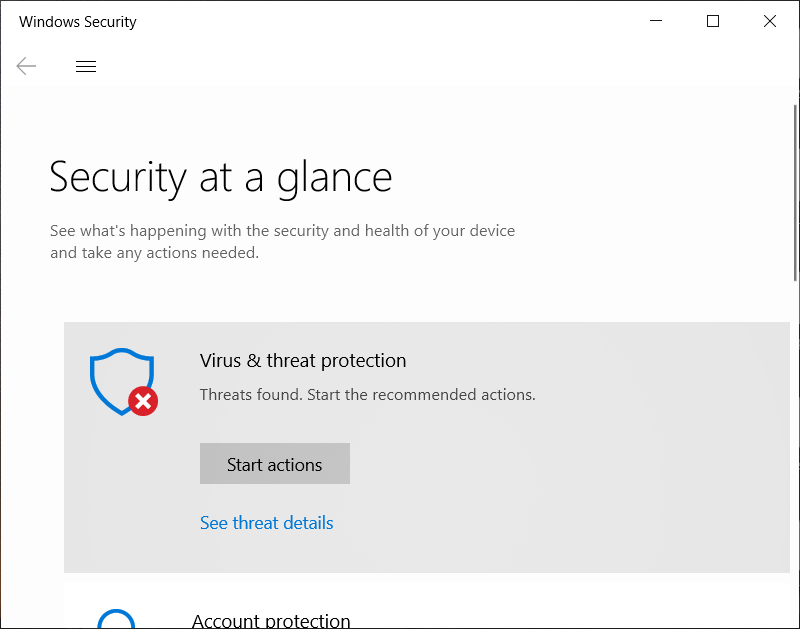 Windows Security
Security at a glance
See what's happening with the security and health of your device
and take any actions needed.
Virus & threat protection
Threats found. Start the recommended actions.
Start actions
See threat details
Account protection